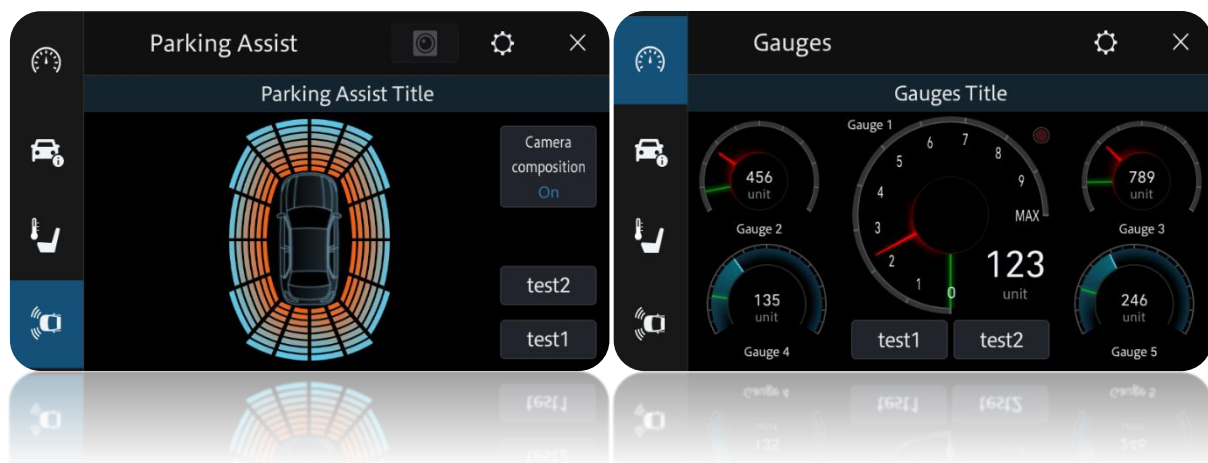 Parking Assist
Parking Assist Title
Camera
composition
On
test2
test1
Gauges
Gauges Title
Gauge 1
0
1
2
3
4
5
6
7
8
9
MAX
123
unit
456
unit
Gauge 2
789
unit
Gauge 3
135
unit
Gauge 4
246
unit
Gauge 5
test1
test2